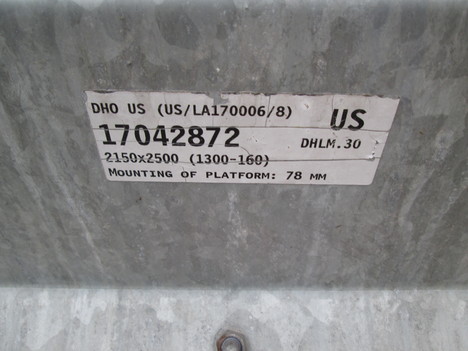 DHO US (US/LA170006/8) US
17042872 DHLM.30
2150x2500 (1300-160)
MOUNTING OF PLATFORM: 78 MM